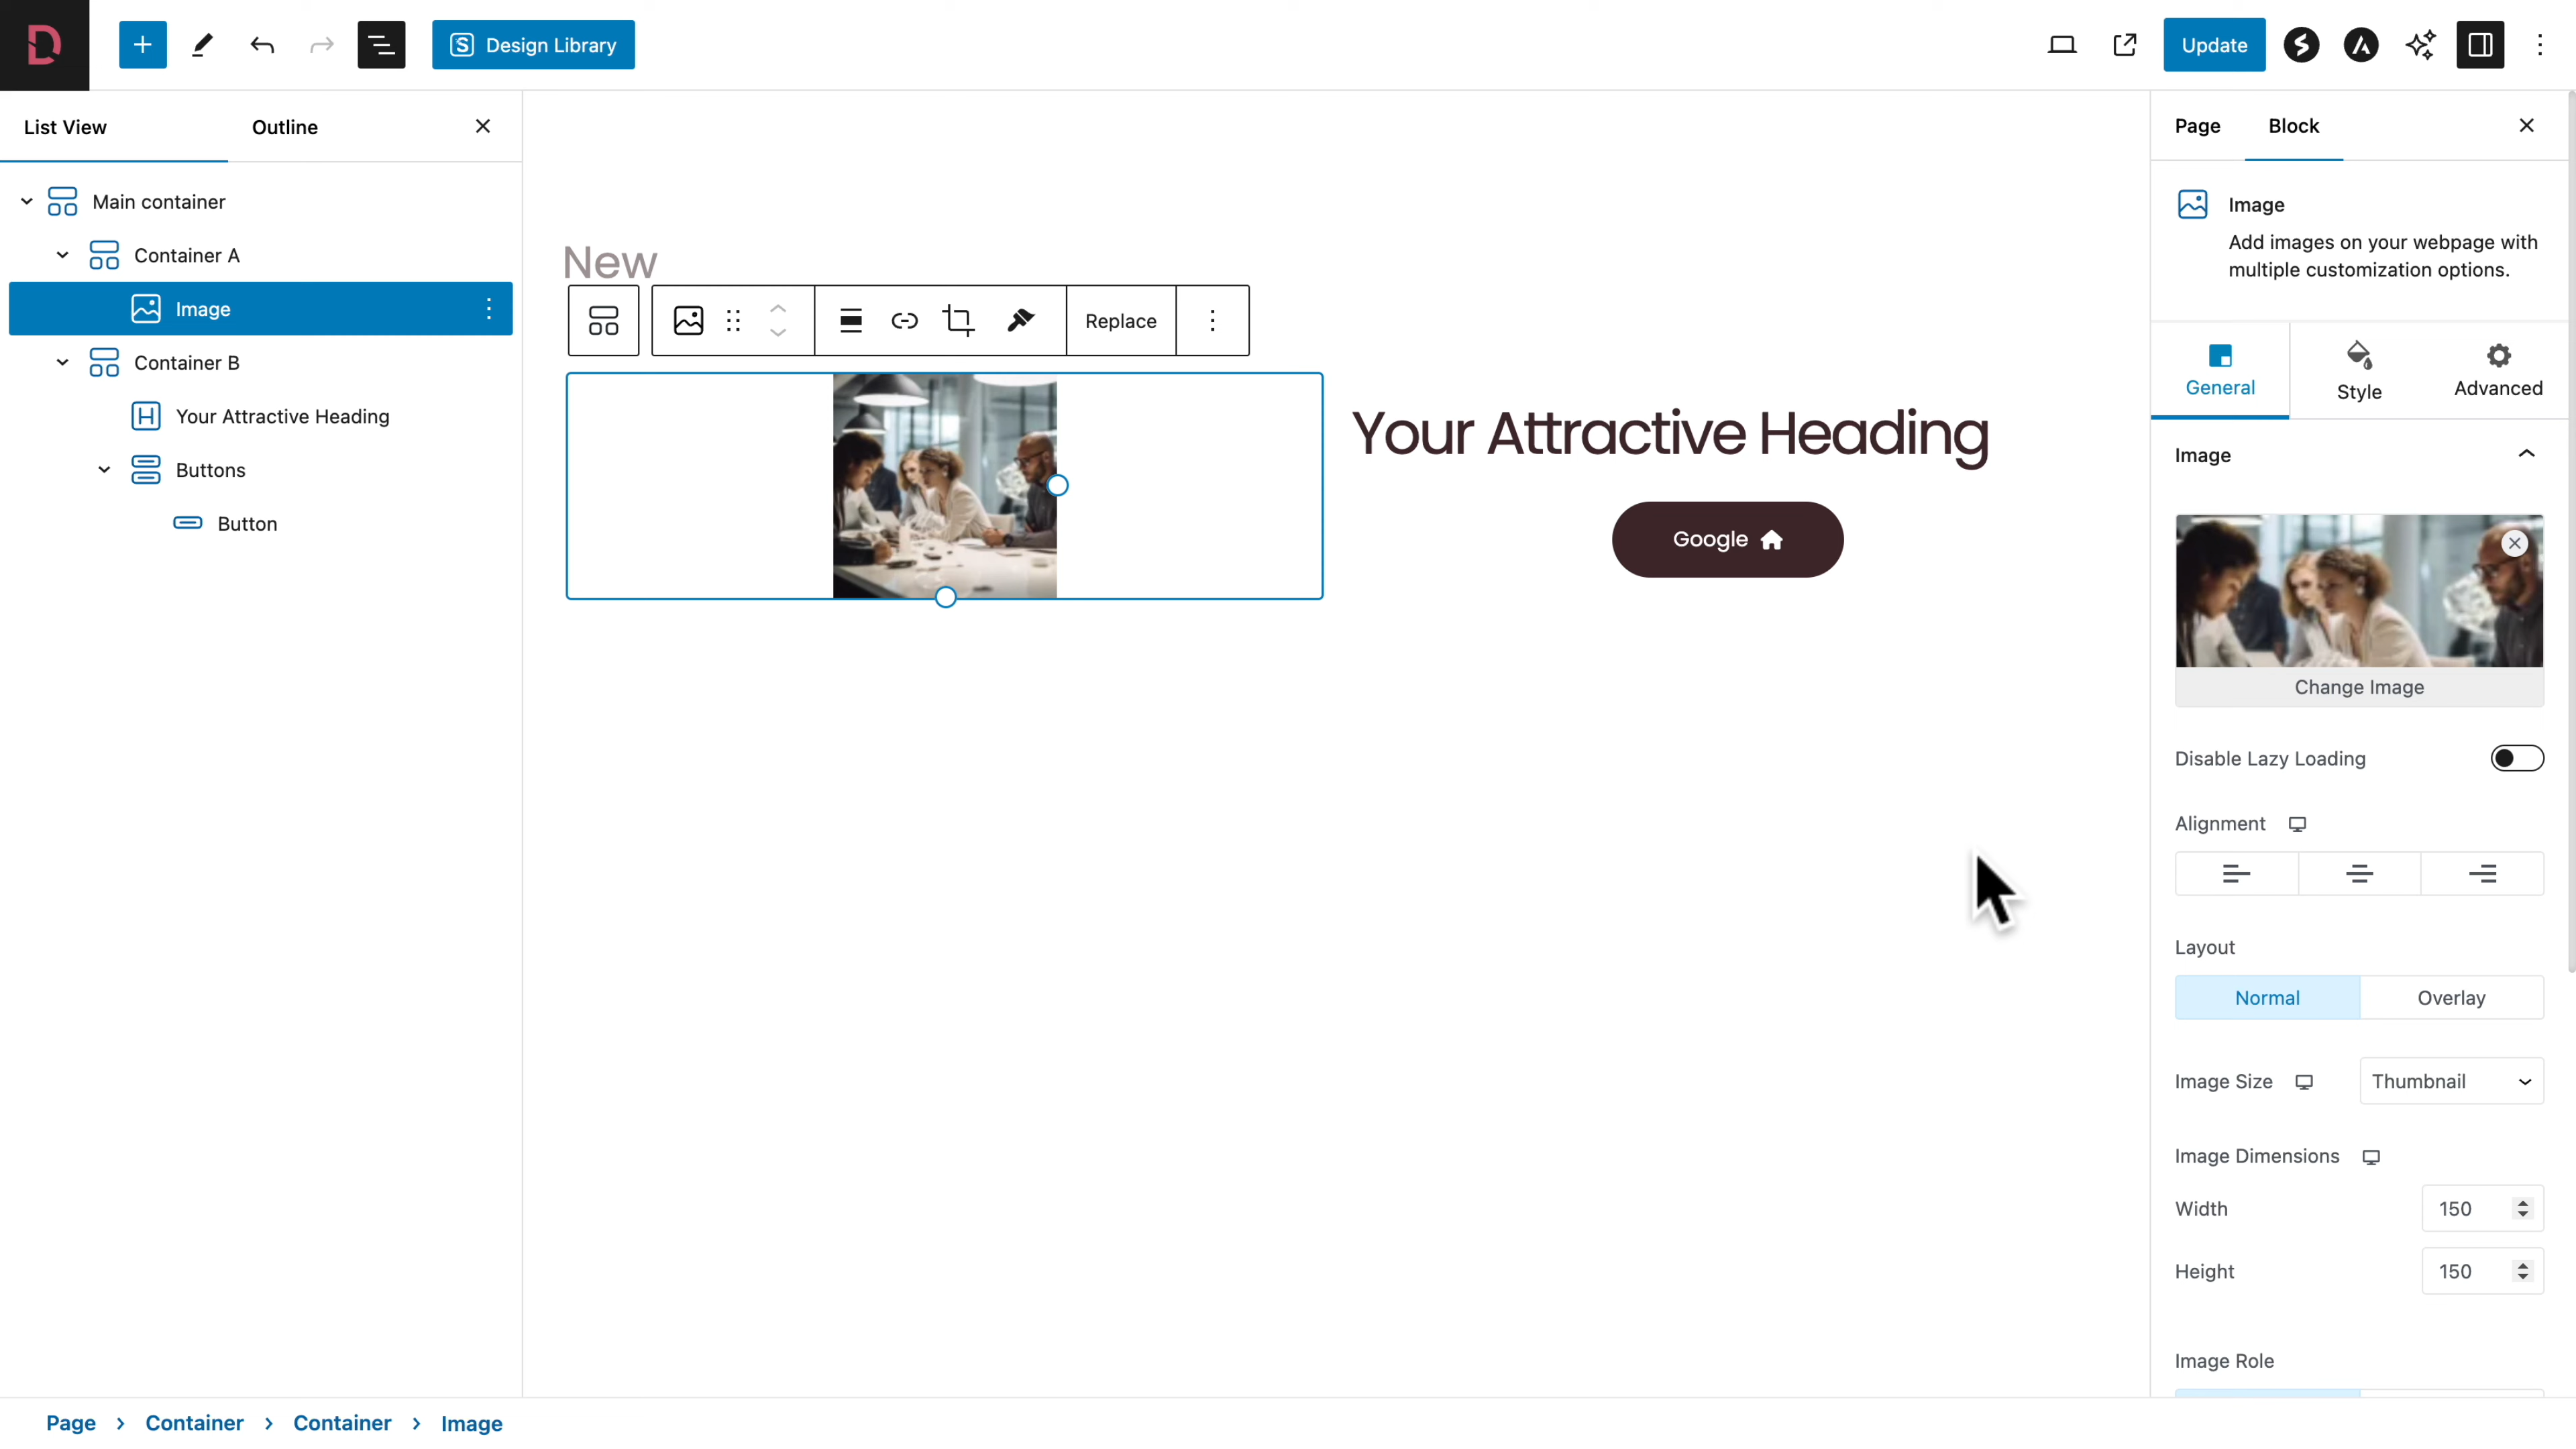 Design Library
Update
List View
Outline
Main container
Container A
Image
Container B
Your Attractive Heading
Buttons
Button
New
Replace
Your Attractive Heading
Google
Page
Block
Image
Add images on your webpage with
multiple customization options.
General
Style
Advanced
Image
Change Image
Disable Lazy Loading
Alignment
Layout
Normal
Overlay
Image Size
Thumbnail
Image Dimensions
Width
150
Height
150
Image Role
Page › Container › Container › Image